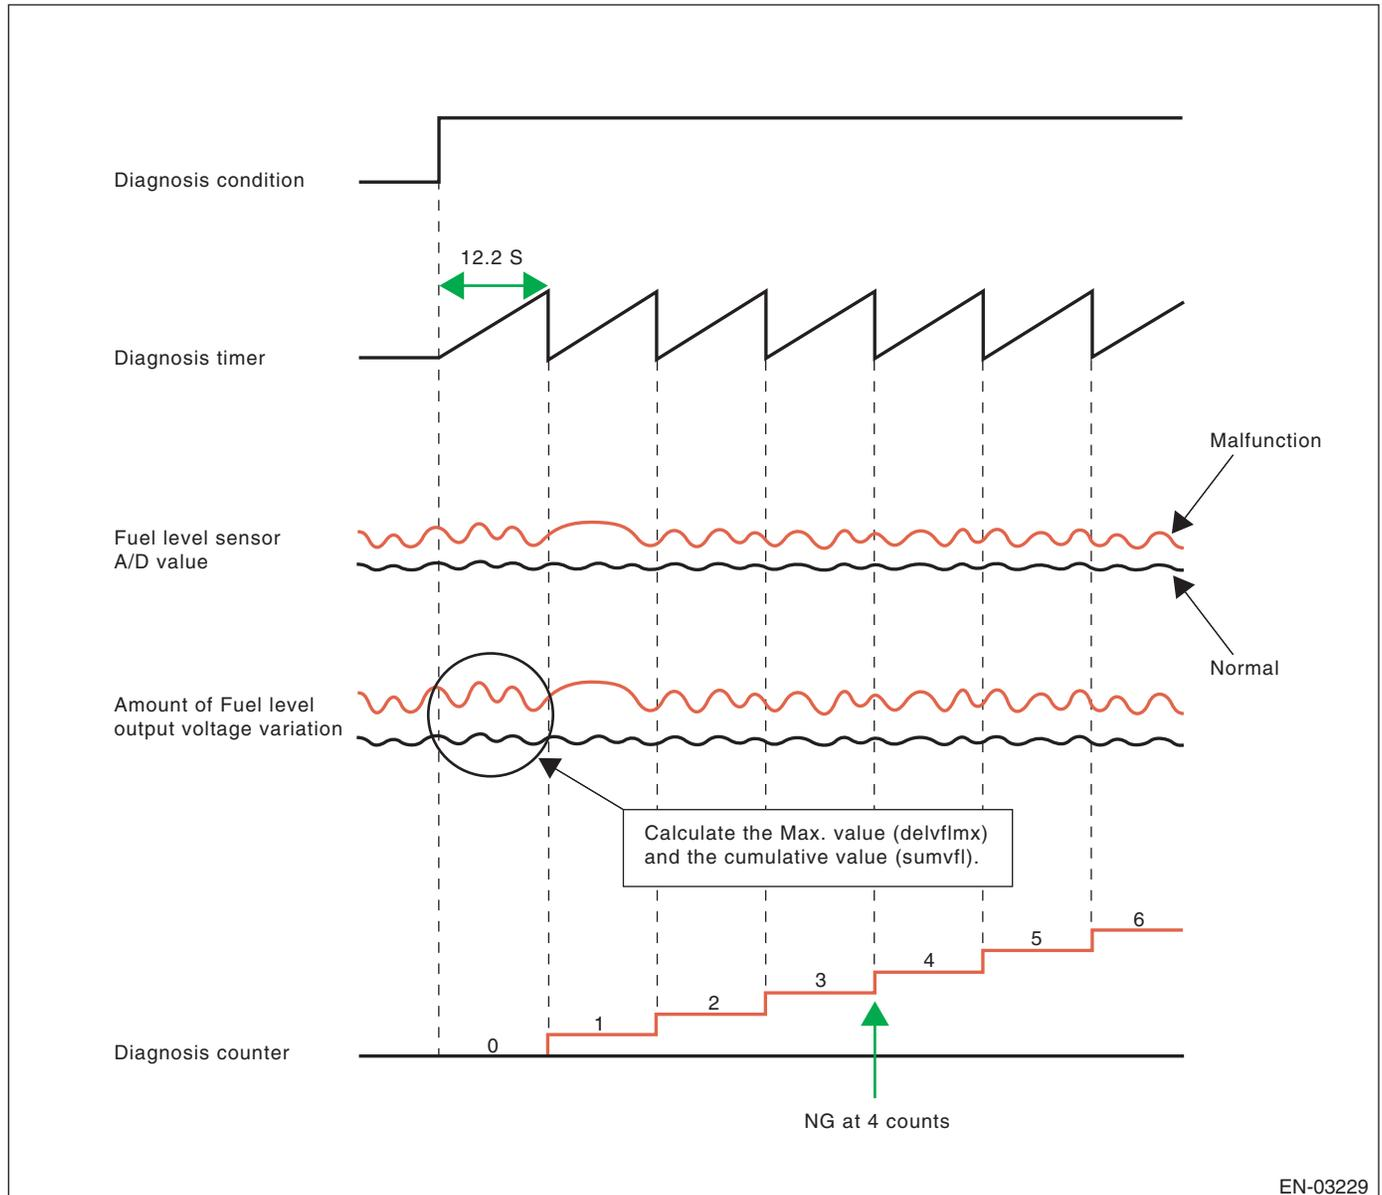 Diagnosis condition
12.2 S
Diagnosis timer
Malfunction
Fuel level sensor
A/D value
Normal
Amount of Fuel level
output voltage variation
Calculate the Max. value (delvflmx)
and the cumulative value (sumvfl).
6
5
4
3
2
1
0
Diagnosis counter
NG at 4 counts
EN-03229